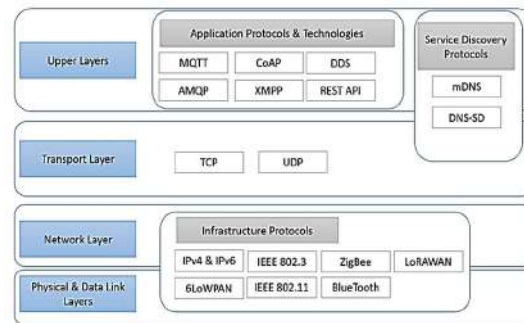 Application Protocols & Technologies
Service Discovery
Protocols
Upper Layers
MQTT CoAP DDS
mDNS
AMQP XMPP REST API
DNS-SD
Transport Layer
TCP UDP
Infrastructure Protocols
Network Layer
IPv4 & IPv6 IEEE 802.3 ZigBee LoRAWAN
Physical & Data Link
Layers
6LoWPAN IEEE 802.11 BlueTooth